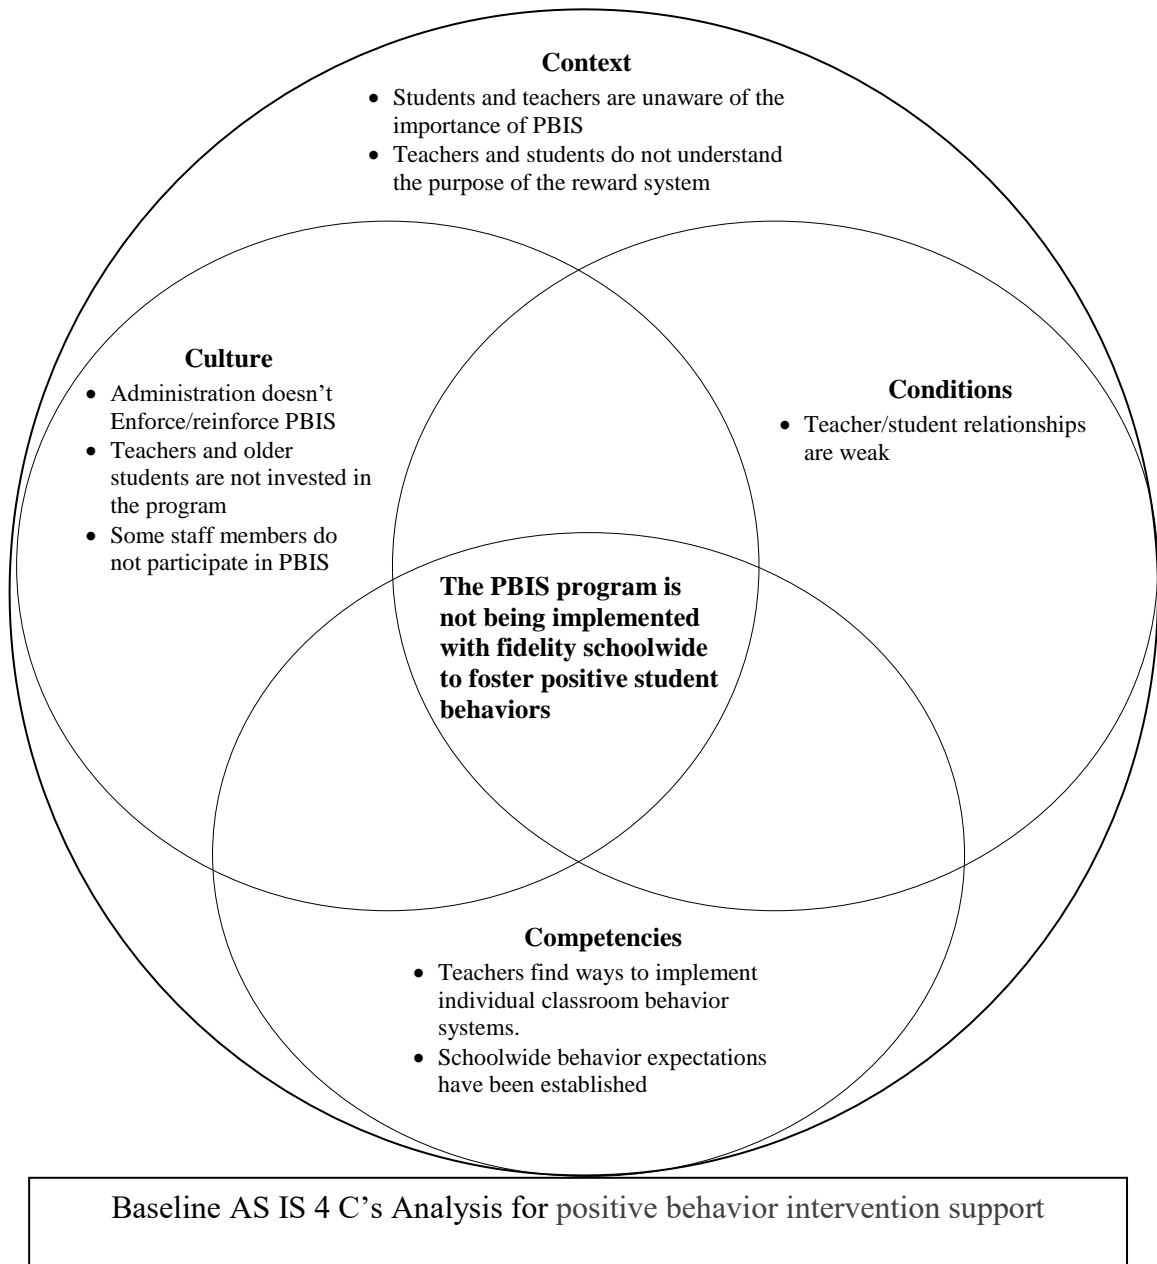 Context
• Students and teachers are unaware of the
importance of PBIS
• Teachers and students do not understand
the purpose of the reward system
Culture
• Administration doesn’t
Enforce/reinforce PBIS
• Teachers and older
students are not invested in
the program
• Some staff members do
not participate in PBIS
Conditions
• Teacher/student relationships
are weak
The PBIS program is
not being implemented
with fidelity schoolwide
to foster positive student
behaviors
Competencies
• Teachers find ways to implement
individual classroom behavior
systems.
• Schoolwide behavior expectations
have been established
Baseline AS IS 4 C’s Analysis for positive behavior intervention support